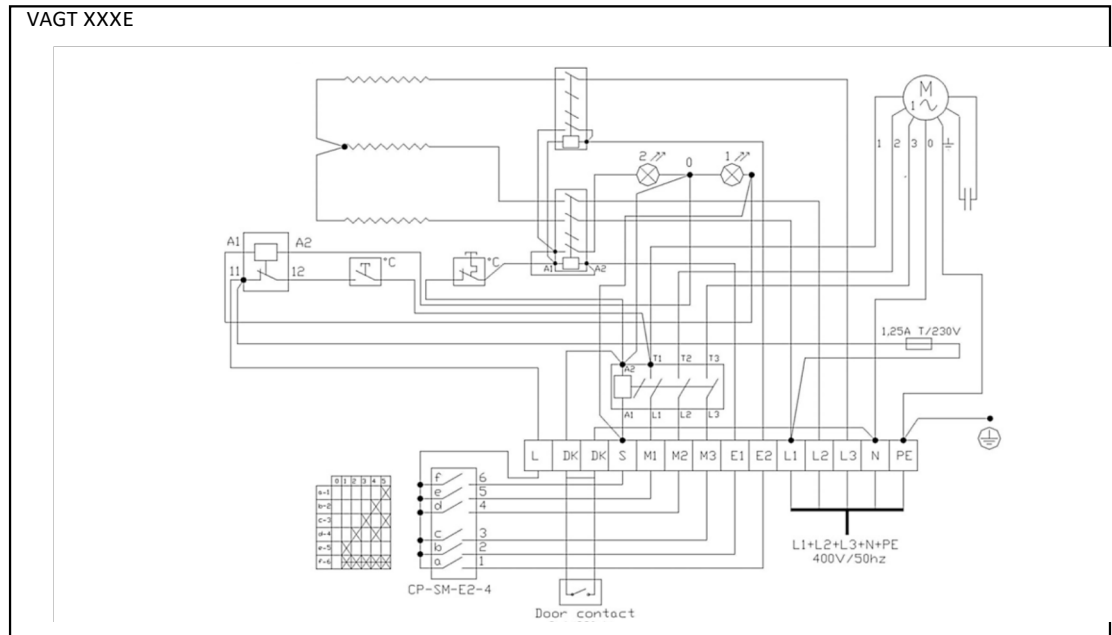 VAGT XXXE
M
1
2 1
0
1 2 3 0
A1 A2
°C °C
11 12
A1 A2
1,25A T/230V
T1 T2 T3
A2
A1 L1 L2 L3
L DK DK S M1 M2 M3 E1 E2 L1 L2 L3 N PE
0 1 2 3 4 5
a-1
b-2
c-3
d-4
e-5
f-6
f 6
e 5
d 4
c 3
b 2
a 1
CP-SM-E2-4
L1+L2+L3+N+PE
400V/50hz
Door contact